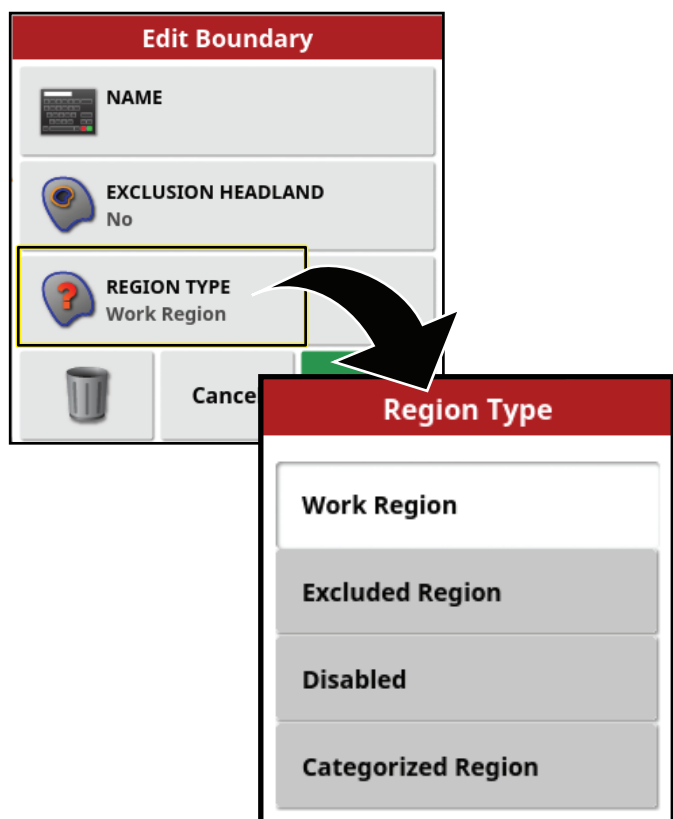 Edit Boundary
NAME
EXCLUSION HEADLAND
No
REGION TYPE
Work Region
Cance
Region Type
Work Region
Excluded Region
Disabled
Categorized Region